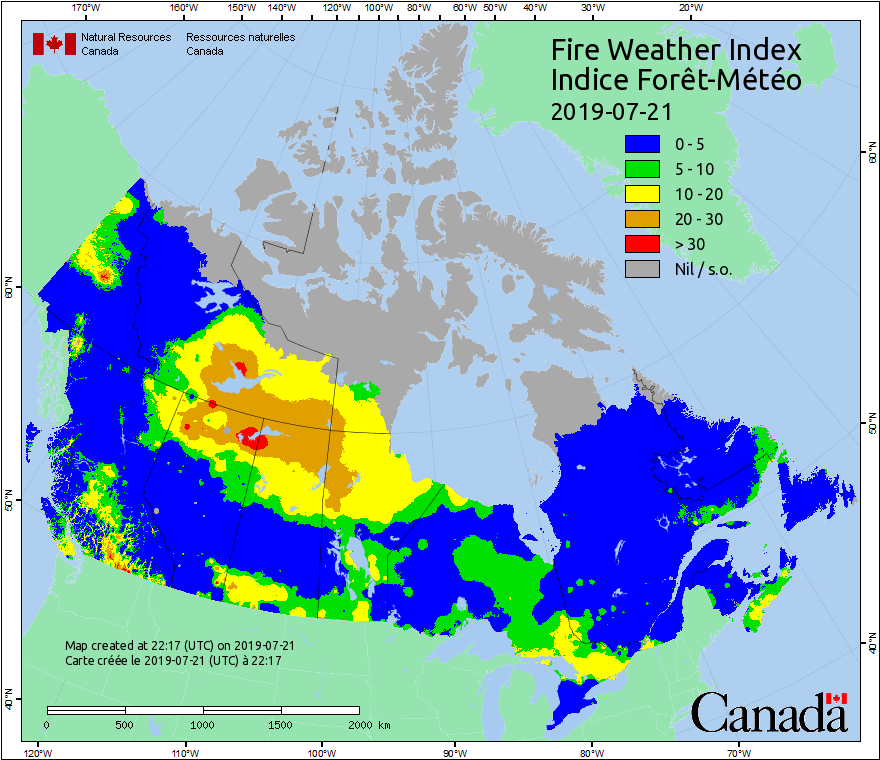 170°W 160°W 150°W 140°W 120°W 100°W 80°W 60°W 50°W 40°W 30°W 20°W
Natural Resources Canada
Ressources naturelles Canada
Fire Weather Index
Indice Forêt-Météo
2019-07-21
0 - 5
5 - 10
10 - 20
20 - 30
> 30
Nil / s.o.
60°N
60°N
50°N
50°N
40°N
40°N
Map created at 22:17 (UTC) on 2019-07-21
Carte créée le 2019-07-21 (UTC) à 22:17
0 500 1000 1500 2000 km
Canada
120°W 110°W 100°W 90°W 80°W 70°W